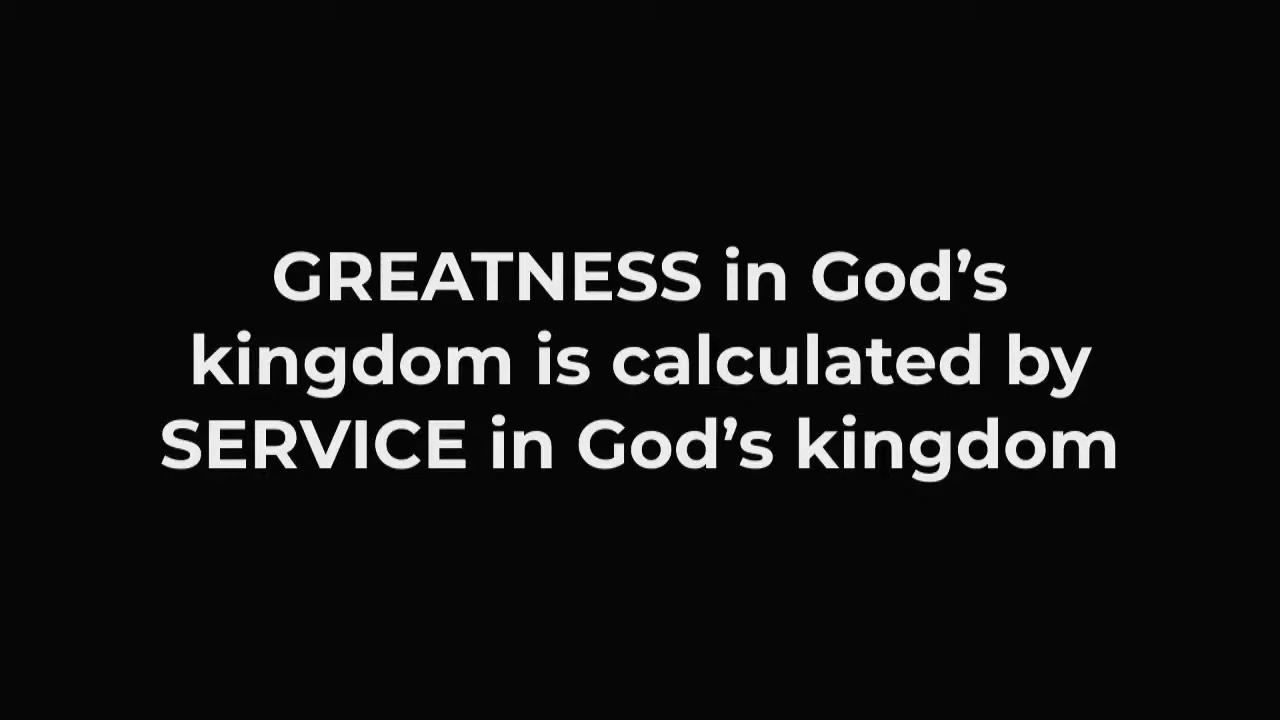 GREATNESS in God’s
kingdom is calculated by
SERVICE in God’s kingdom